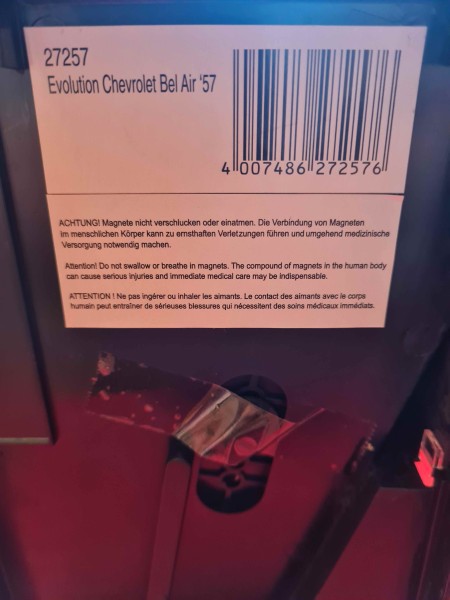 27257
Evolution Chevrolet Bel Air '57
4 007486 272576
ACHTUNG! Magnete nicht verschlucken oder einatmen. Die Verbindung von Magneten
im menschlichen Körper kann zu ernsthaften Verletzungen führen und umgehend medizinische
Versorgung notwendig machen.
Attention! Do not swallow or breathe in magnets. The compound of magnets in the human body
can cause serious injuries and immediate medical care may be indispensable.
ATTENTION ! Ne pas ingérer ou inhaler les aimants. Le contact des aimants avec le corps
humain peut entraîner de sérieuses blessures qui nécessitent des soins médicaux immédiats.